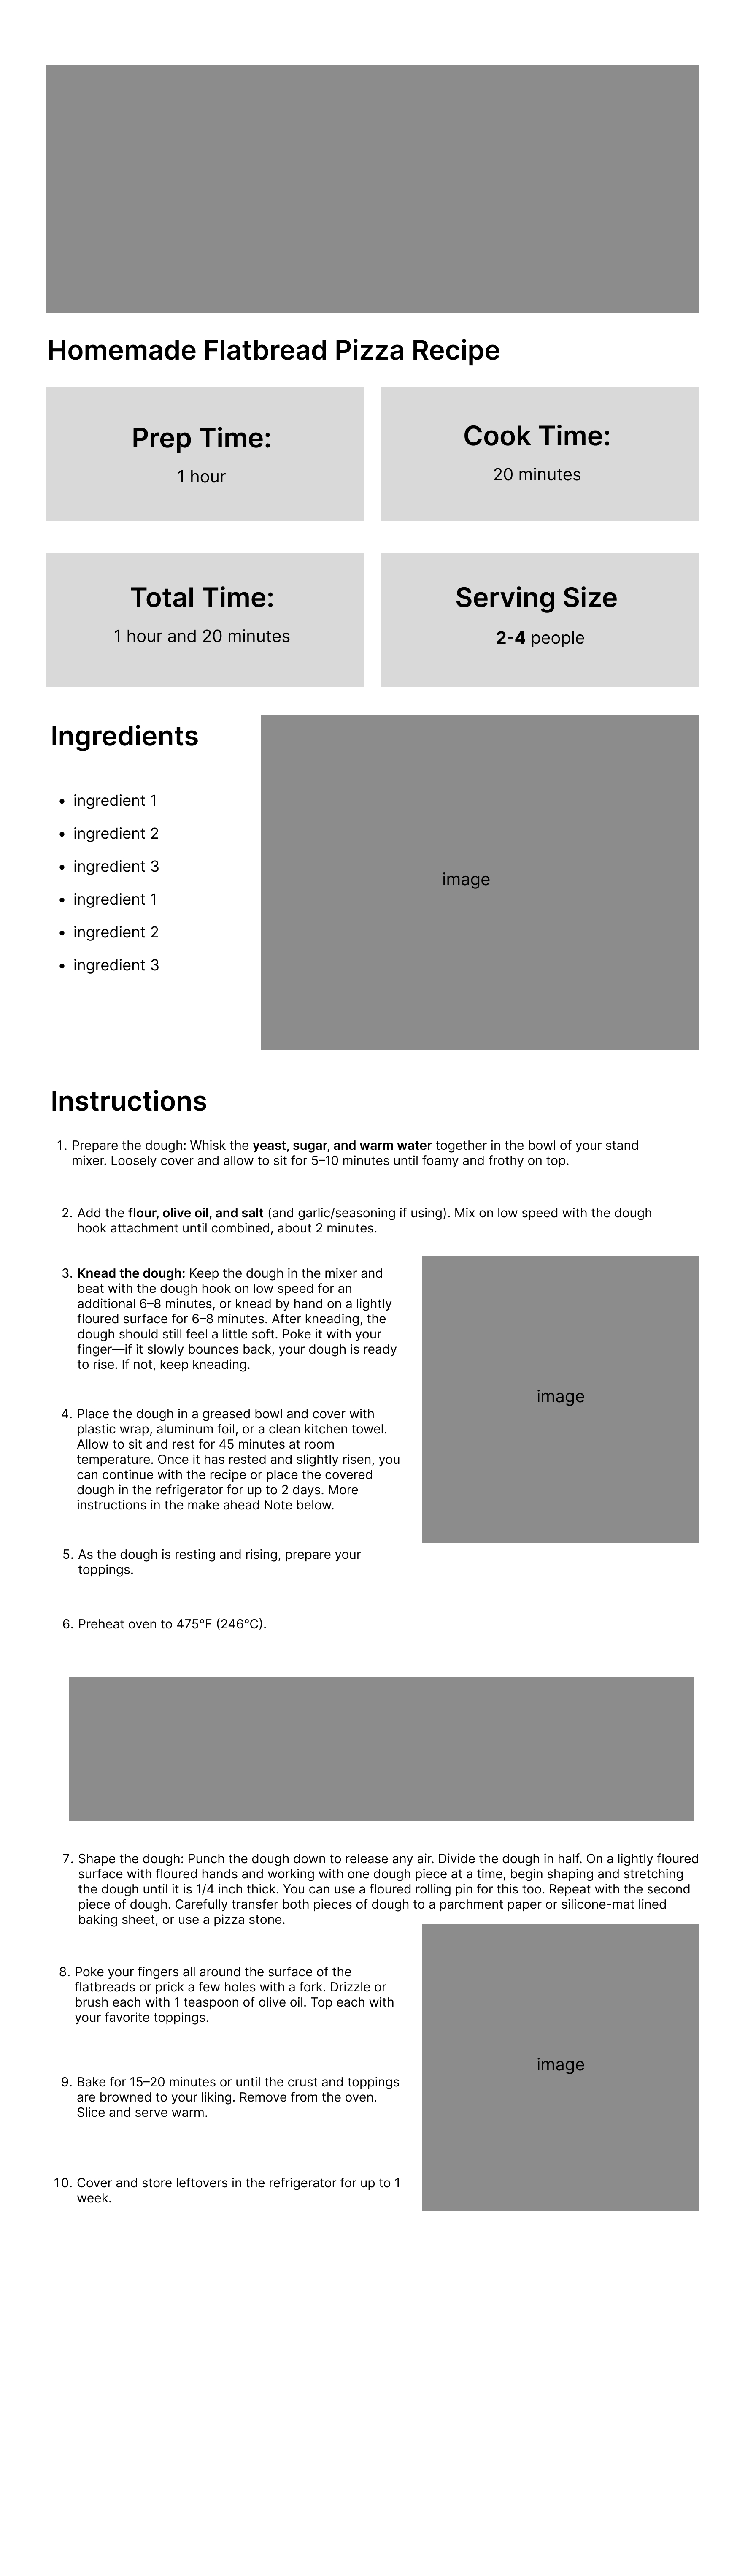 Homemade Flatbread Pizza Recipe
Prep Time:
1 hour
Cook Time:
20 minutes
Total Time:
1 hour and 20 minutes
Serving Size
2-4 people
Ingredients
• ingredient 1
• ingredient 2
• ingredient 3
• ingredient 1
• ingredient 2
• ingredient 3
image
Instructions
1. Prepare the dough: Whisk the yeast, sugar, and warm water together in the bowl of your stand
mixer. Loosely cover and allow to sit for 5–10 minutes until foamy and frothy on top.
2. Add the flour, olive oil, and salt (and garlic/seasoning if using). Mix on low speed with the dough
hook attachment until combined, about 2 minutes.
3. Knead the dough: Keep the dough in the mixer and
beat with the dough hook on low speed for an
additional 6–8 minutes, or knead by hand on a lightly
floured surface for 6–8 minutes. After kneading, the
dough should still feel a little soft. Poke it with your
finger—if it slowly bounces back, your dough is ready
to rise. If not, keep kneading.
image
4. Place the dough in a greased bowl and cover with
plastic wrap, aluminum foil, or a clean kitchen towel.
Allow to sit and rest for 45 minutes at room
temperature. Once it has rested and slightly risen, you
can continue with the recipe or place the covered
dough in the refrigerator for up to 2 days. More
instructions in the make ahead Note below.
5. As the dough is resting and rising, prepare your
toppings.
6. Preheat oven to 475°F (246°C).
7. Shape the dough: Punch the dough down to release any air. Divide the dough in half. On a lightly floured
surface with floured hands and working with one dough piece at a time, begin shaping and stretching
the dough until it is 1/4 inch thick. You can use a floured rolling pin for this too. Repeat with the second
piece of dough. Carefully transfer both pieces of dough to a parchment paper or silicone-mat lined
baking sheet, or use a pizza stone.
8. Poke your fingers all around the surface of the
flatbreads or prick a few holes with a fork. Drizzle or
brush each with 1 teaspoon of olive oil. Top each with
your favorite toppings.
image
9. Bake for 15–20 minutes or until the crust and toppings
are browned to your liking. Remove from the oven.
Slice and serve warm.
10. Cover and store leftovers in the refrigerator for up to 1
week.